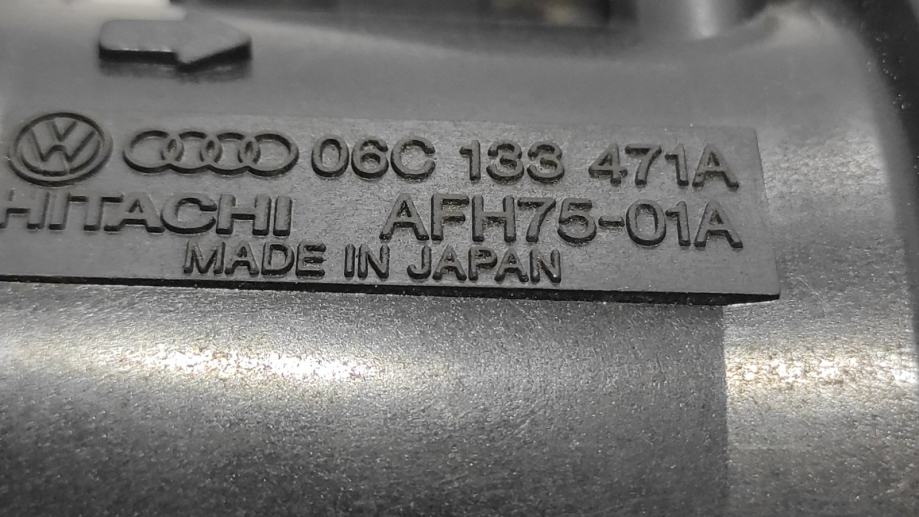 06C 133 471A
HITACHI AFH75-01A
MADE IN JAPAN